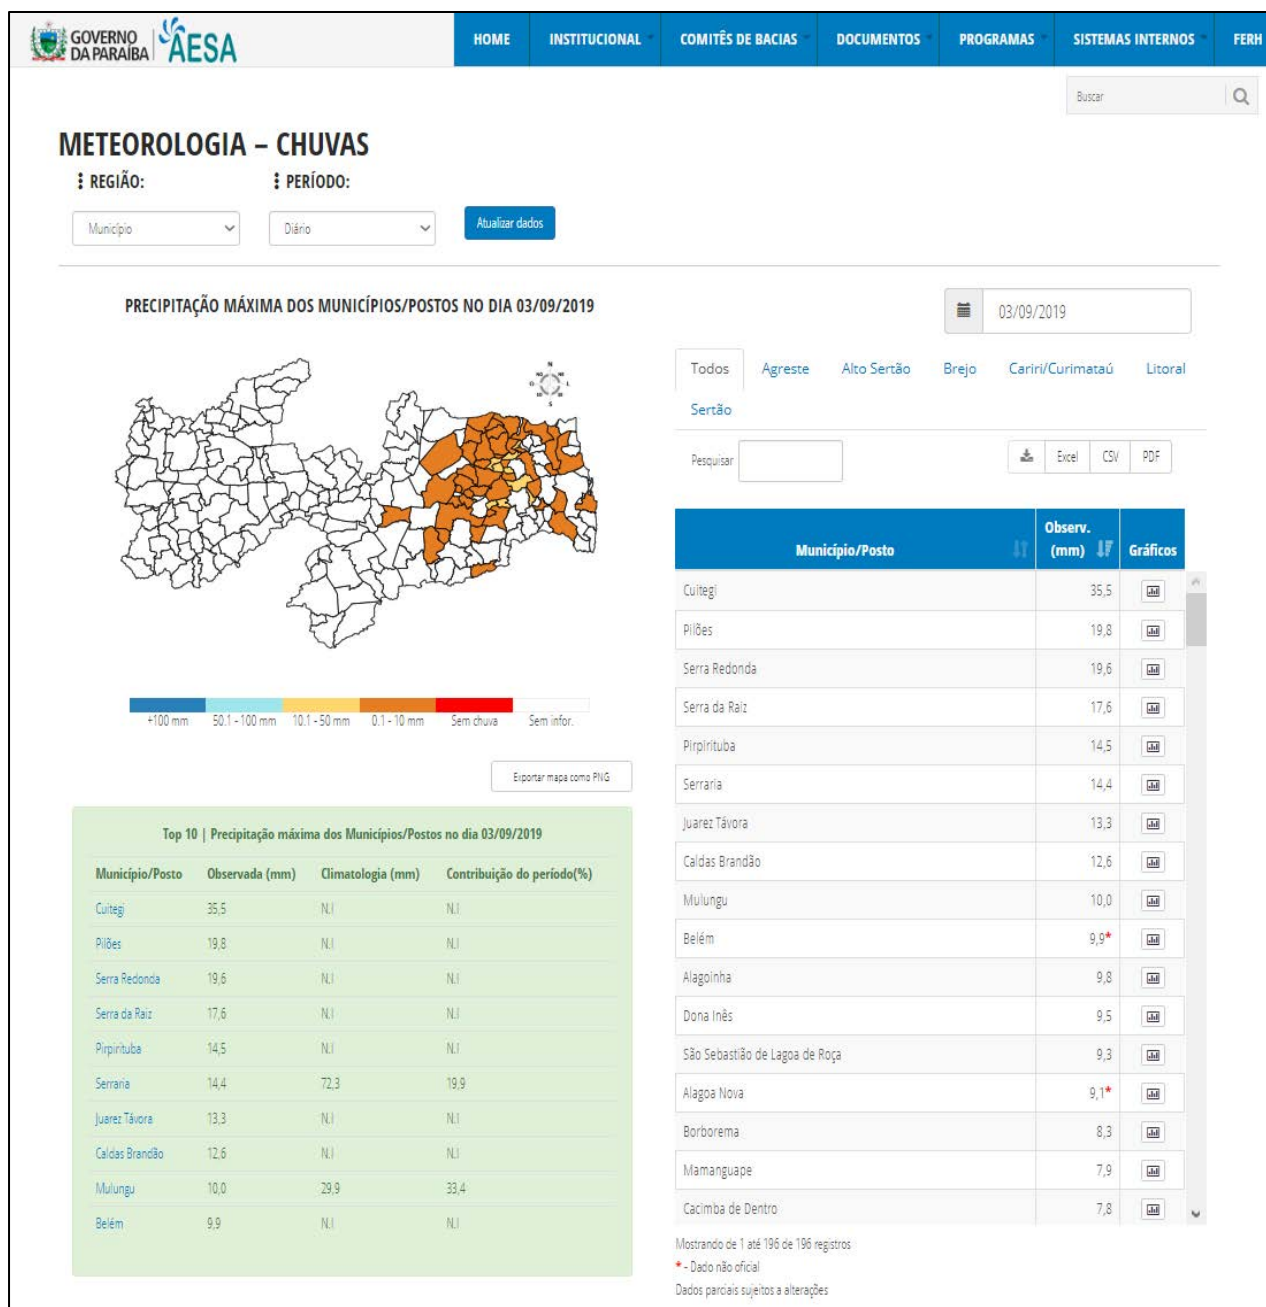 GOVERNO
DA PARAÍBA
AESA
HOME INSTITUCIONAL COMITÊS DE BACIAS DOCUMENTOS PROGRAMAS SISTEMAS INTERNOS FERH
Buscar
METEOROLOGIA – CHUVAS
REGIÃO: PERÍODO:
Município Diário Atualizar dados
PRECIPITAÇÃO MÁXIMA DOS MUNICÍPIOS/POSTOS NO DIA 03/09/2019
N
NO NE
O L
S
+100 mm 50.1 - 100 mm 10.1 - 50 mm 0.1 - 10 mm Sem chuva Sem infor.
Exportar mapa como PNG
Top 10 | Precipitação máxima dos Municípios/Postos no dia 03/09/2019
Município/Posto Observada (mm) Climatologia (mm) Contribuição do período(%)
Cuitegi 35,5 N.I N.I
Pilões 19,8 N.I N.I
Serra Redonda 19,6 N.I N.I
Serra da Raiz 17,6 N.I N.I
Pirpirituba 14,5 N.I N.I
Serraria 14,4 72,3 19,9
Juarez Távora 13,3 N.I N.I
Caldas Brandão 12,6 N.I N.I
Mulungu 10,0 29,9 33,4
Belém 9,9 N.I N.I
03/09/2019
Todos Agreste Alto Sertão Brejo Cariri/Curimataú Litoral
Sertão
Pesquisar Excel CSV PDF
Município/Posto Observ. (mm) Gráficos
Cuitegi 35,5
Pilões 19,8
Serra Redonda 19,6
Serra da Raiz 17,6
Pirpirituba 14,5
Serraria 14,4
Juarez Távora 13,3
Caldas Brandão 12,6
Mulungu 10,0
Belém 9,9*
Alagoinha 9,8
Dona Inês 9,5
São Sebastião de Lagoa de Roça 9,3
Alagoa Nova 9,1*
Borborema 8,3
Mamanguape 7,9
Cacimba de Dentro 7,8
Mostrando de 1 até 196 de 196 registros
* - Dado não oficial
Dados parciais sujeitos a alterações